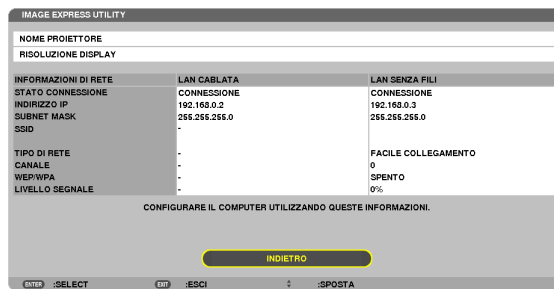 IMAGE EXPRESS UTILITY
NOME PROIETTORE
RISOLUZIONE DISPLAY
INFORMAZIONI DI RETE LAN CABLATA LAN SENZA FILI
STATO CONNESSIONE CONNESSIONE CONNESSIONE
INDIRIZZO IP 192.168.0.2 192.168.0.3
SUBNET MASK 255.255.255.0 255.255.255.0
SSID -
TIPO DI RETE - FACILE COLLEGAMENTO
CANALE - 0
WEP/WPA - SPENTO
LIVELLO SEGNALE - 0%
CONFIGURARE IL COMPUTER UTILIZZANDO QUESTE INFORMAZIONI.
INDIETRO
ENTER :SELECT EXIT :ESCI :SPOSTA